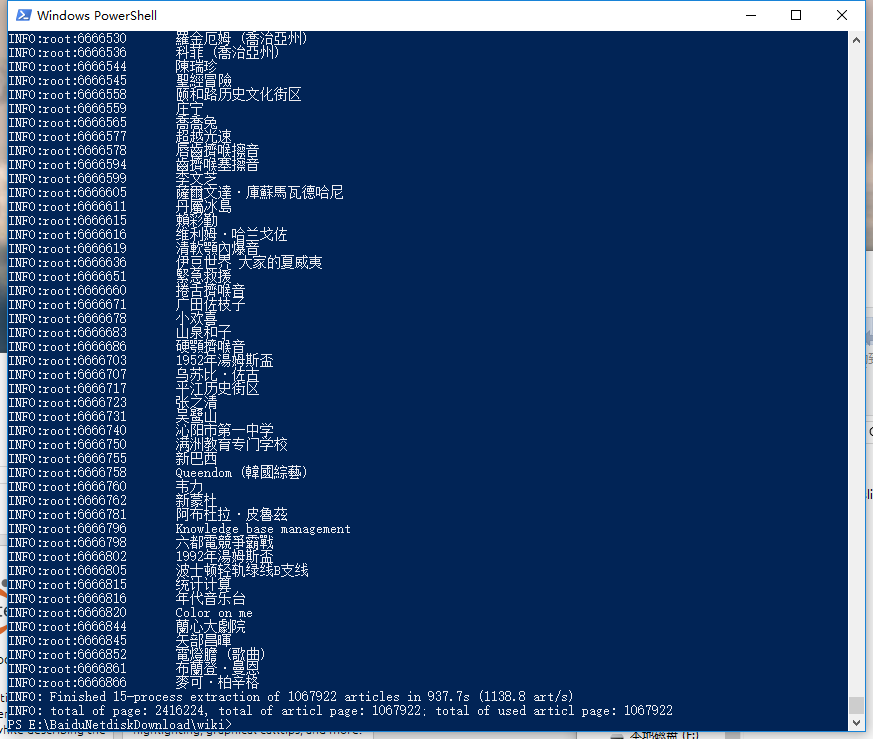 Windows PowerShell
INFO:root:6666530 羅金厄姆 (喬治亞州)
INFO:root:6666536 科菲 (喬治亞州)
INFO:root:6666544 陳瑞珍
INFO:root:6666545 聖經冒險
INFO:root:6666558 颐和路历史文化街区
INFO:root:6666559 庄宇
INFO:root:6666565 喬喬兔
INFO:root:6666577 超越光速
INFO:root:6666578 唇齒擠喉擦音
INFO:root:6666594 齒擠喉塞擦音
INFO:root:6666599 李文芝
INFO:root:6666605 薩爾文達·庫蘇馬瓦德哈尼
INFO:root:6666611 丹屬冰島
INFO:root:6666615 賴彩勤
INFO:root:6666616 维利姆·哈兰戈佐
INFO:root:6666619 清軟顎內爆音
INFO:root:6666636 伊豆世界 大家的夏威夷
INFO:root:6666651 緊急救援
INFO:root:6666660 捲舌擠喉音
INFO:root:6666671 广田佐枝子
INFO:root:6666678 小欢喜
INFO:root:6666683 山泉和子
INFO:root:6666686 硬顎擠喉音
INFO:root:6666703 1952年湯姆斯盃
INFO:root:6666707 乌苏比·佐古
INFO:root:6666717 平江历史街区
INFO:root:6666723 张之清
INFO:root:6666731 吴鹭山
INFO:root:6666740 沁阳市第一中学
INFO:root:6666750 满洲教育专门学校
INFO:root:6666755 新巴西
INFO:root:6666758 Queendom (韓國綜藝)
INFO:root:6666760 韦力
INFO:root:6666762 新蒙杜
INFO:root:6666781 阿布杜拉·皮魯茲
INFO:root:6666796 Knowledge base management
INFO:root:6666798 六都電競爭霸戰
INFO:root:6666802 1992年湯姆斯盃
INFO:root:6666805 波士顿轻轨绿线B支线
INFO:root:6666815 统计计算
INFO:root:6666816 年代音乐台
INFO:root:6666820 Color on me
INFO:root:6666844 蘭心大劇院
INFO:root:6666845 矢部昌暉
INFO:root:6666852 電燈膽 (歌曲)
INFO:root:6666861 布蘭登·曼恩
INFO:root:6666866 麥可·柏辛格
INFO: Finished 15-process extraction of 1067922 articles in 937.7s (1138.8 art/s)
INFO: total of page: 2416224, total of articl page: 1067922; total of used articl page: 1067922
PS E:\BaiduNetdiskDownload\wiki>